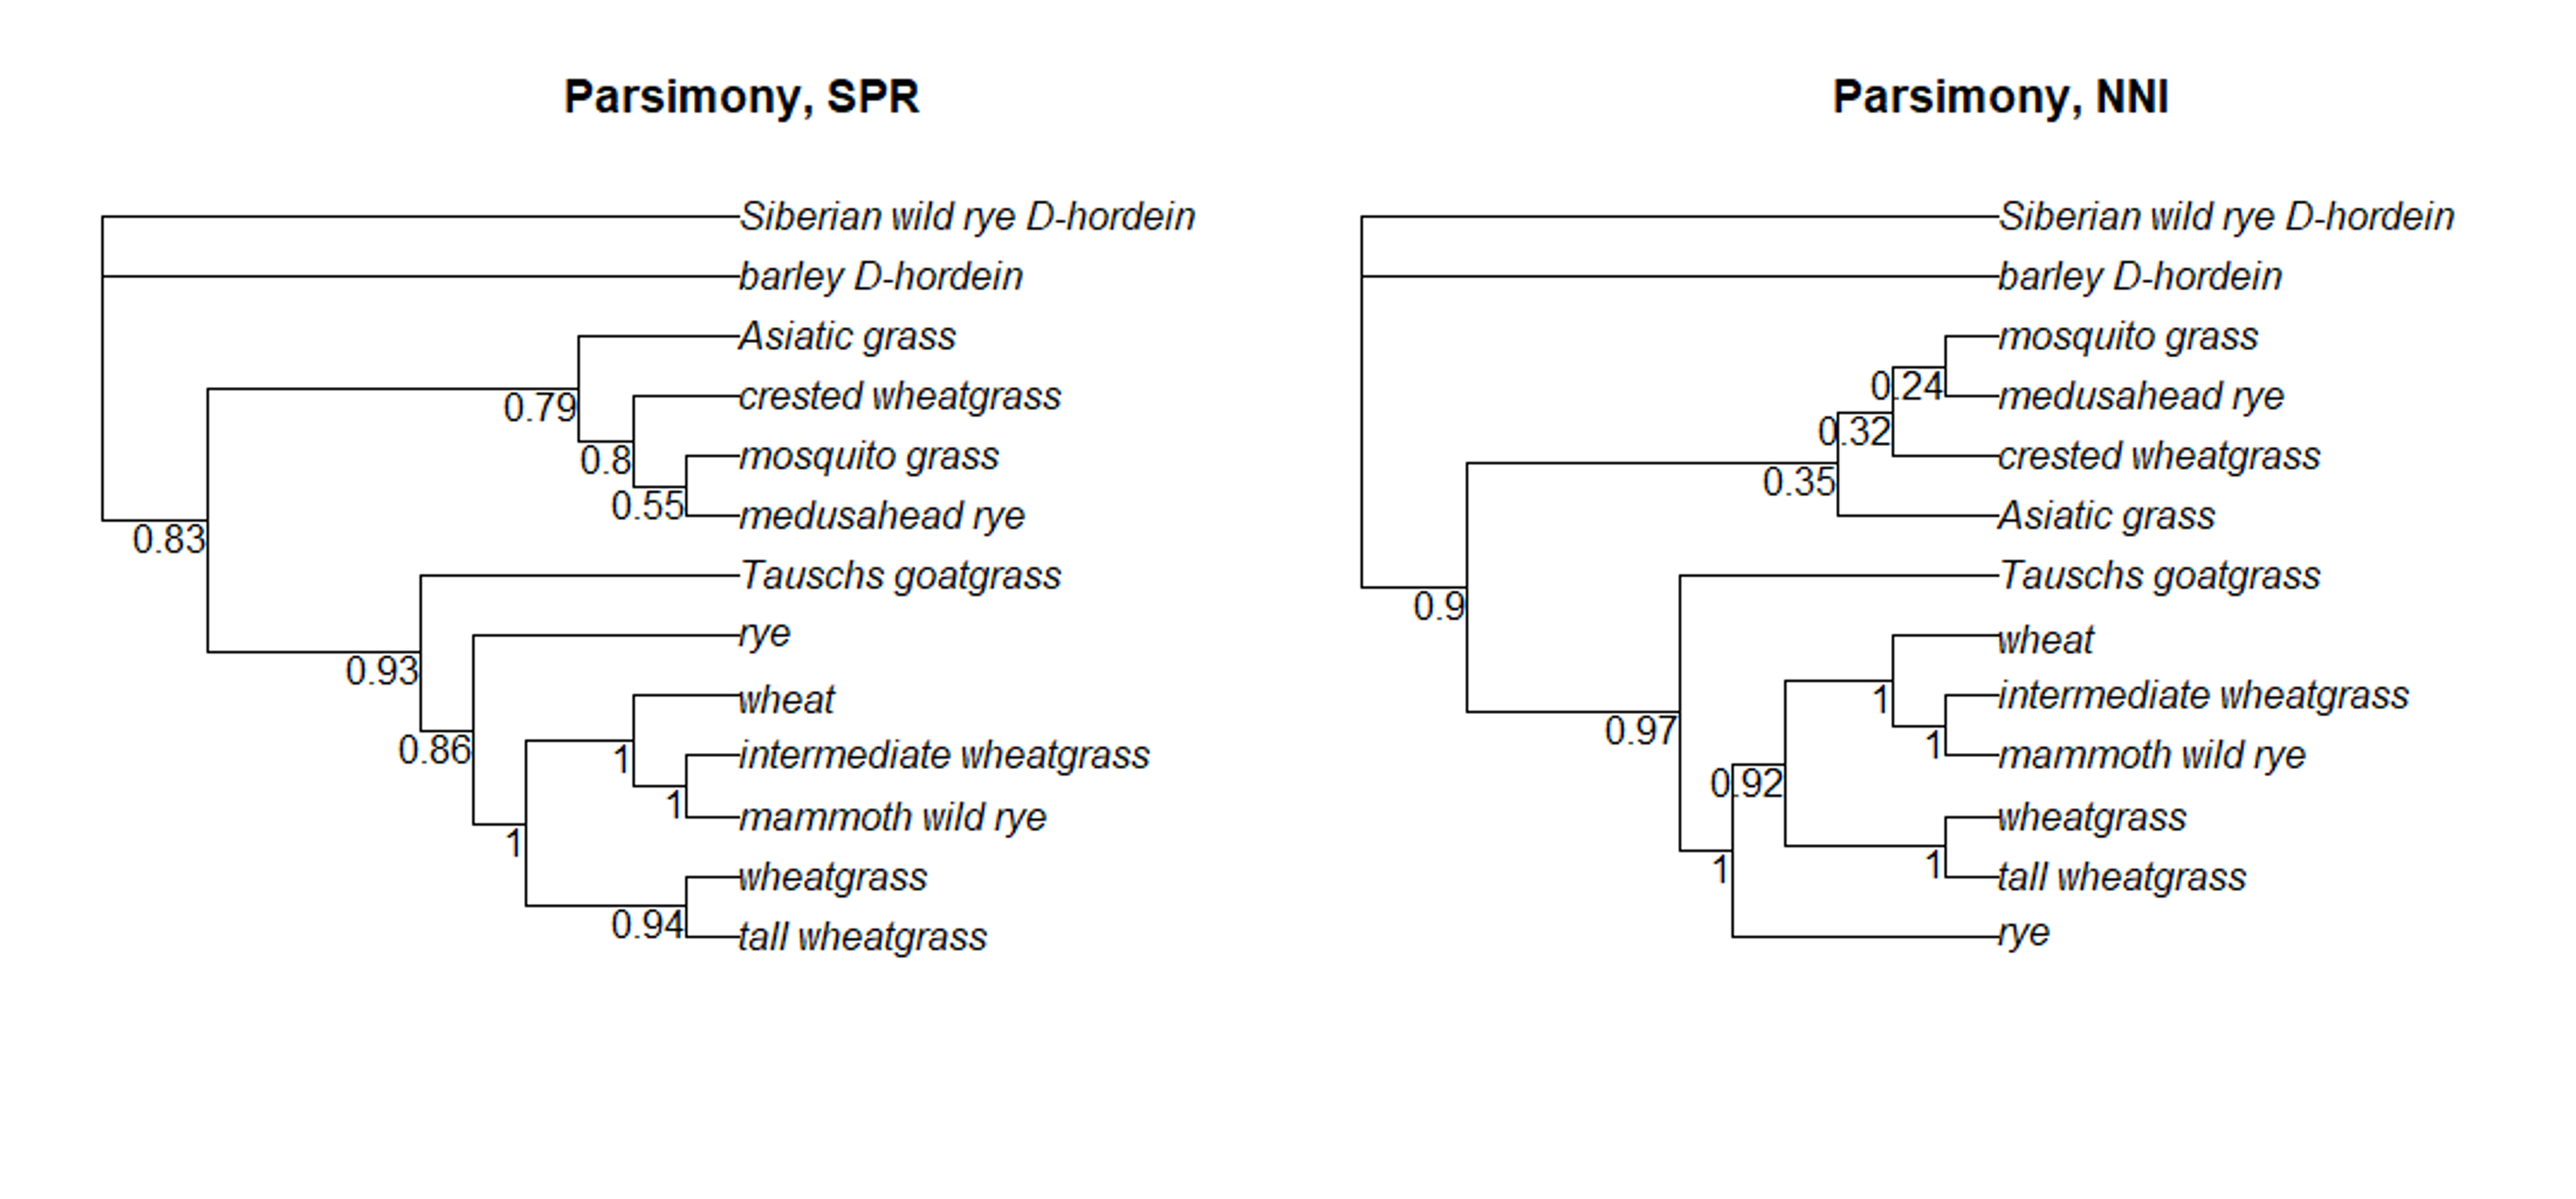 Parsimony, SPR
Siberian wild rye D-hordein
barley D-hordein
Asiatic grass
crested wheatgrass
0.79
mosquito grass
0.8
0.55
medusahead rye
0.83
Tauschs goatgrass
rye
0.93
wheat
0.86
1
intermediate wheatgrass
1
mammoth wild rye
1
wheatgrass
0.94
tall wheatgrass
Parsimony, NNI
Siberian wild rye D-hordein
barley D-hordein
mosquito grass
0.24
medusahead rye
0.32
crested wheatgrass
0.35
Asiatic grass
Tauschs goatgrass
0.9
wheat
1
intermediate wheatgrass
0.97
1
mammoth wild rye
0.92
wheatgrass
1
1
tall wheatgrass
rye